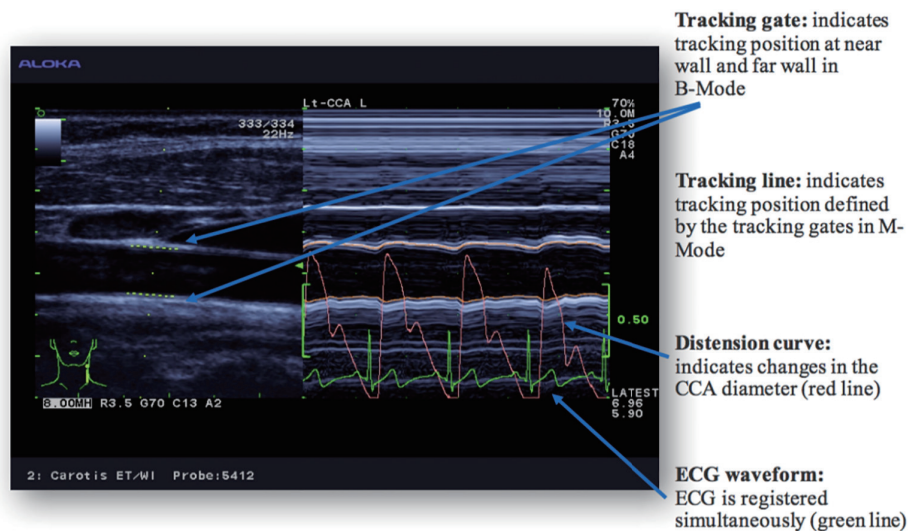 ALOKA
Lt-CCA L
333/334
22Hz
70%
10.0M
G70
C18
A4
0.50
LATEST
6.96
5.90
8.00MH R3.5 G70 C13 A2
2: Carotis ET/WI Probe:5412
Tracking gate: indicates
tracking position at near
wall and far wall in
B-Mode
Tracking line: indicates
tracking position defined
by the tracking gates in M-
Mode
Distension curve:
indicates changes in the
CCA diameter (red line)
ECG waveform:
ECG is registered
simultaneously (green line)